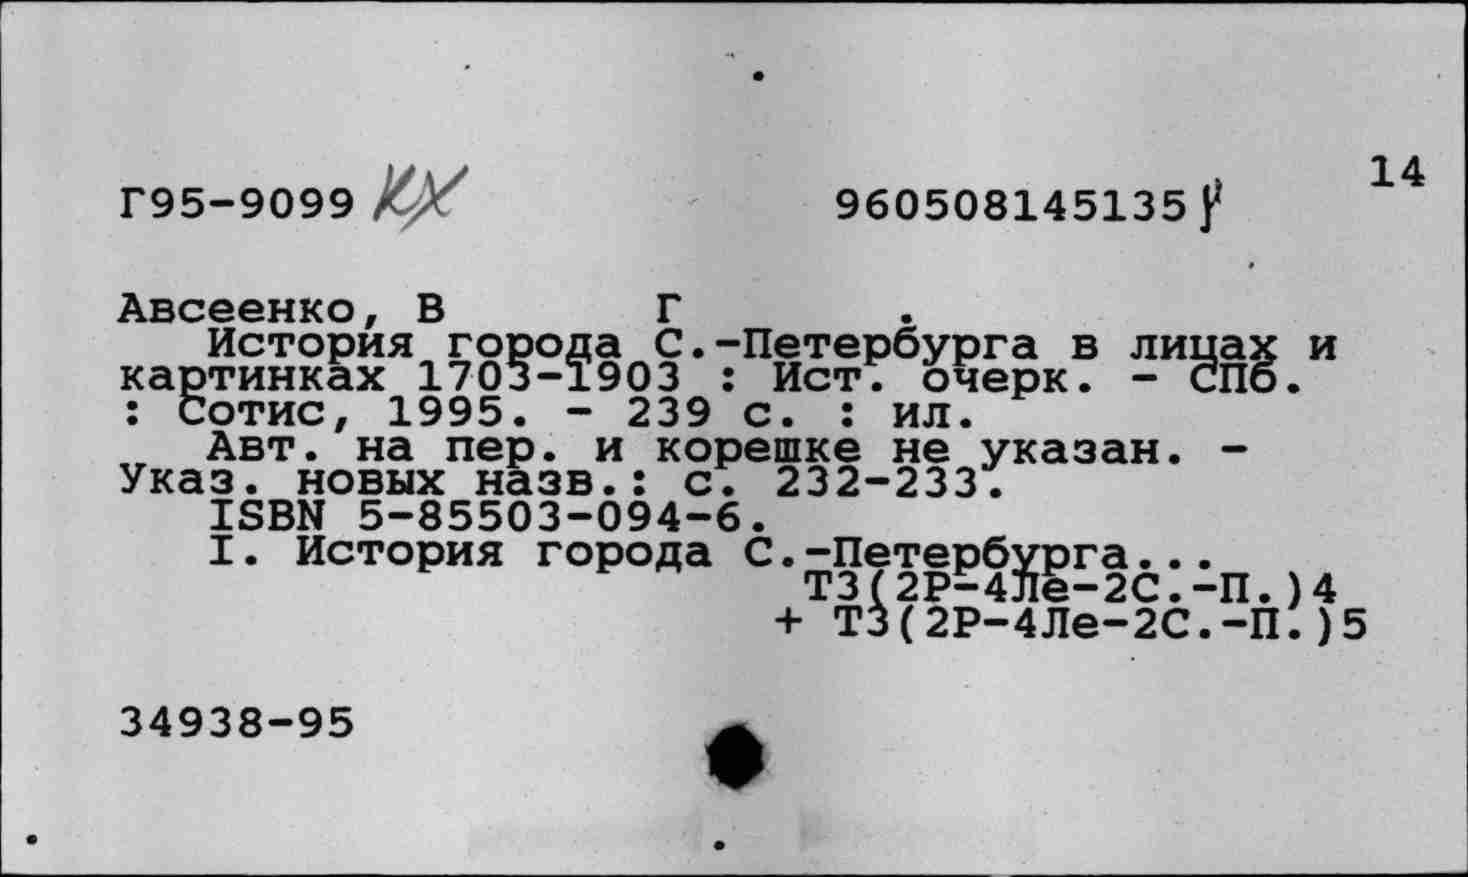 14
Г95-9099 КХ 960508145135
Авсеенко, В Г .
История города С.-Петербурга в лицах и
картинках 1703-1903 : Ист. очерк. - СПб.
: Сотис, 1995. - 239 с. : ил.
Авт. на пер. и корешке не указан. -
Указ. новых назв.: с. 232-233.
ISBN 5-85503-094-6.
I. История города С.-Петербурга...
Т3(2Р-4Ле-2С.-П.)4
+ Т3(2Р-4Ле-2С.-П.)5
34938-95